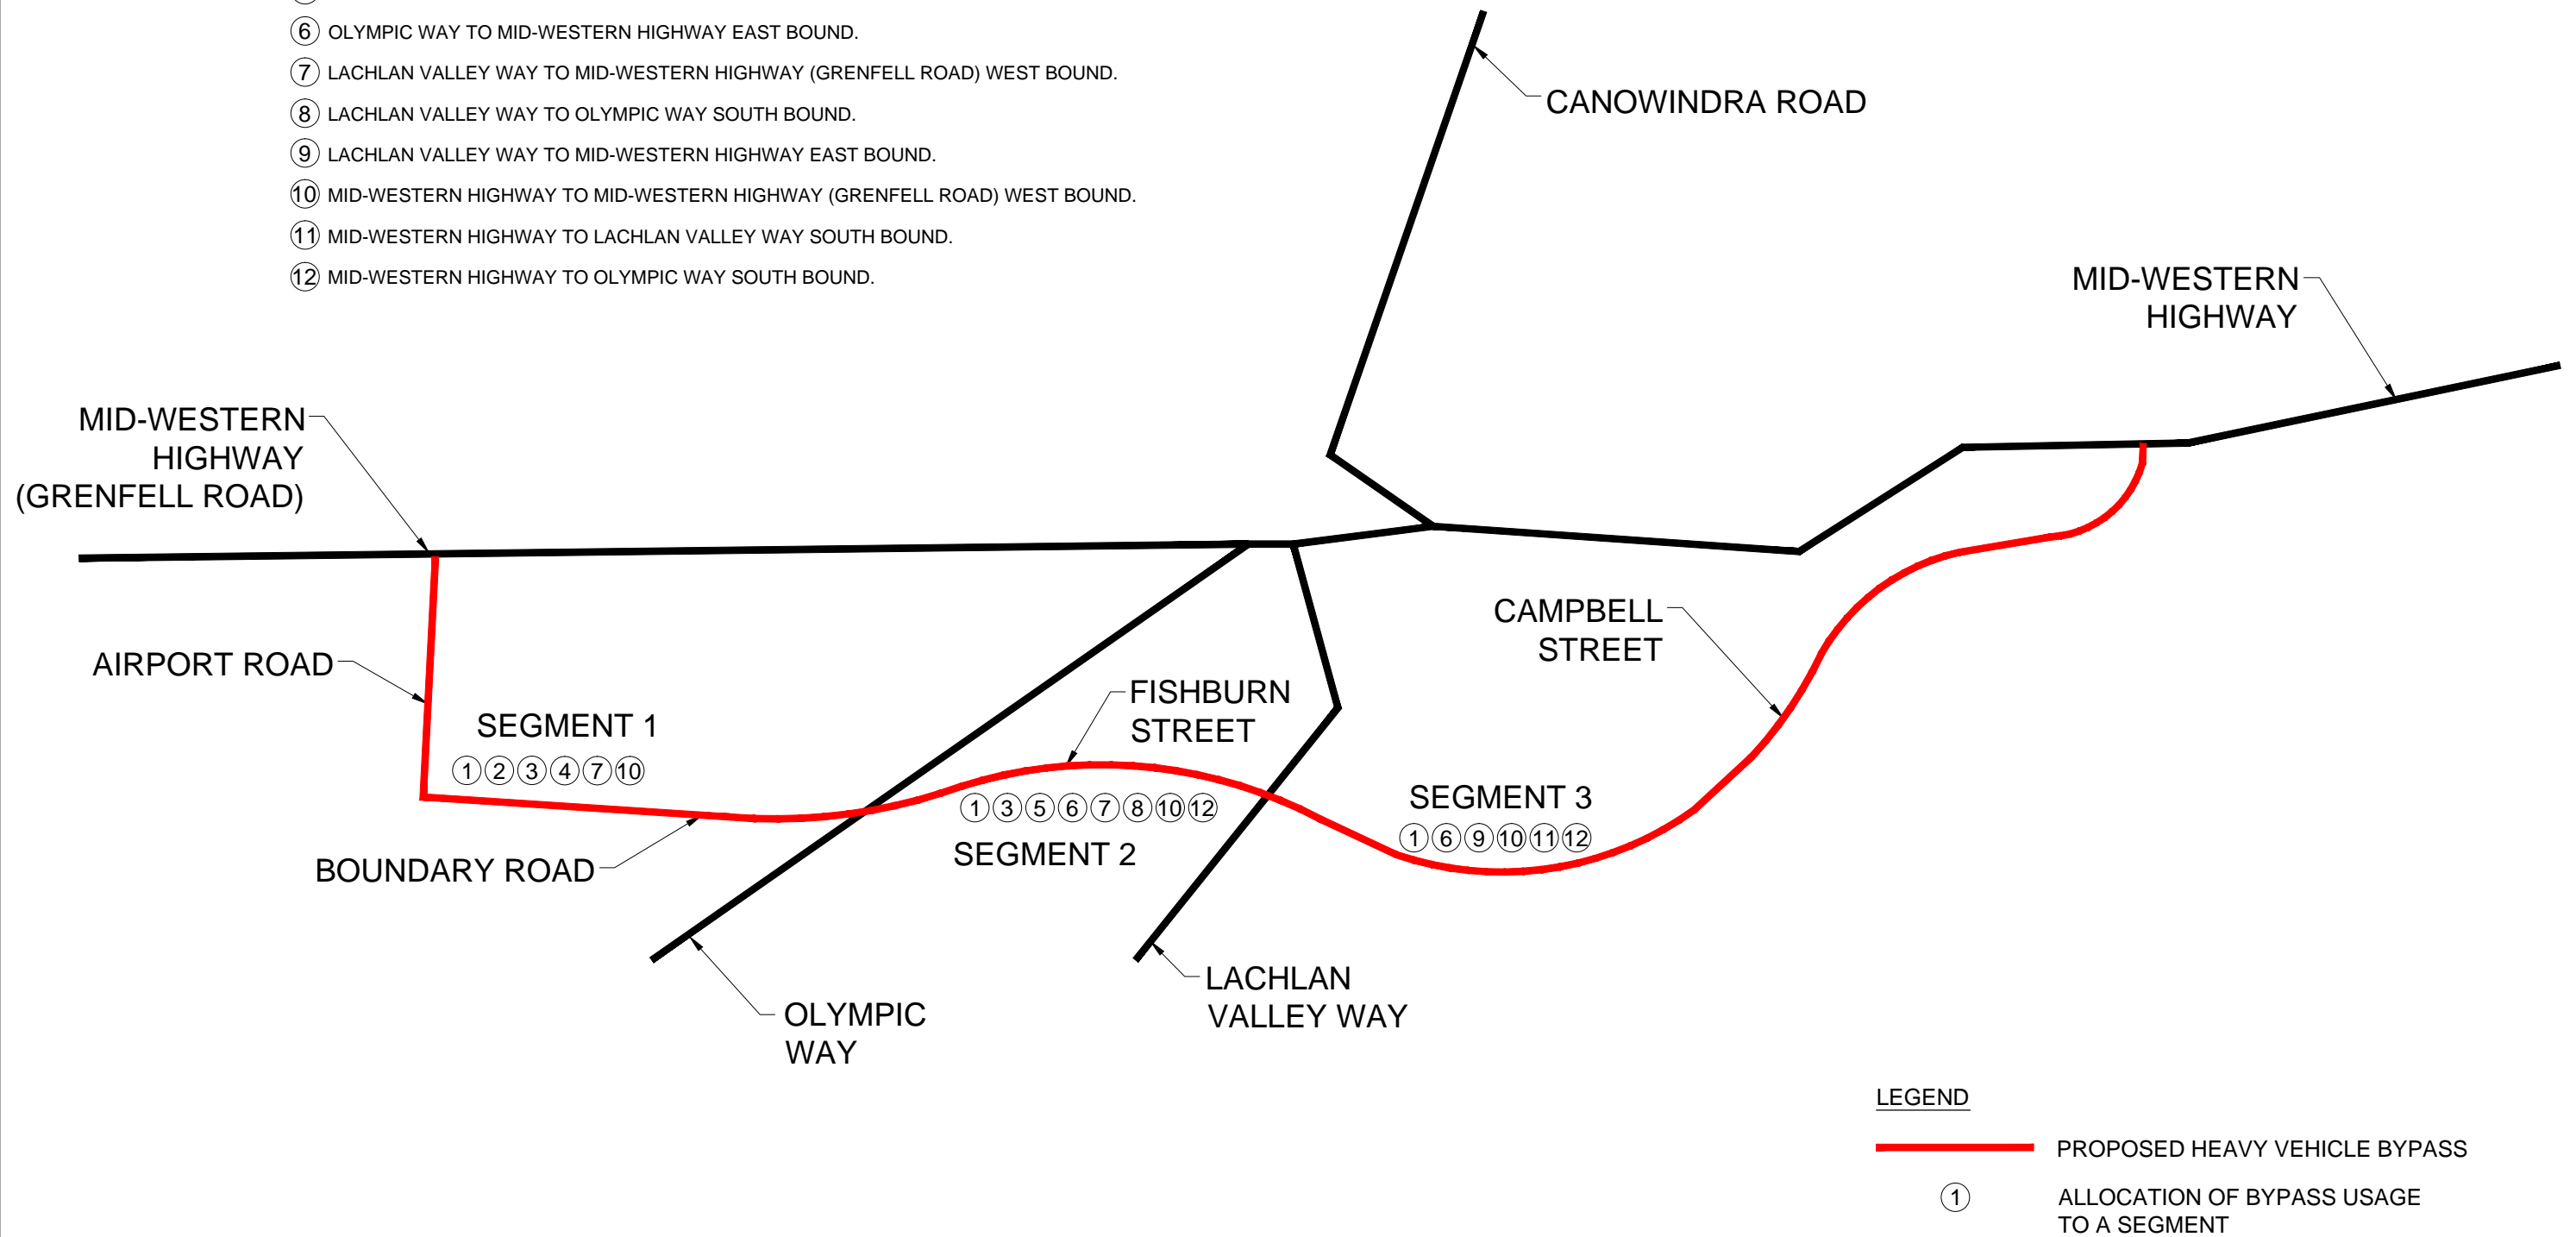 6 OLYMPIC WAY TO MID-WESTERN HIGHWAY EAST BOUND.
7 LACHLAN VALLEY WAY TO MID-WESTERN HIGHWAY (GRENFELL ROAD) WEST BOUND.
8 LACHLAN VALLEY WAY TO OLYMPIC WAY SOUTH BOUND.
9 LACHLAN VALLEY WAY TO MID-WESTERN HIGHWAY EAST BOUND.
10 MID-WESTERN HIGHWAY TO MID-WESTERN HIGHWAY (GRENFELL ROAD) WEST BOUND.
11 MID-WESTERN HIGHWAY TO LACHLAN VALLEY WAY SOUTH BOUND.
12 MID-WESTERN HIGHWAY TO OLYMPIC WAY SOUTH BOUND.
CANOWINDRA ROAD
MID-WESTERN
HIGHWAY
MID-WESTERN
HIGHWAY
(GRENFELL ROAD)
AIRPORT ROAD
SEGMENT 1
1 2 3 4 7 10
BOUNDARY ROAD
FISHBURN
STREET
1 3 5 6 7 8 10 12
SEGMENT 2
CAMPBELL
STREET
SEGMENT 3
1 6 9 10 11 12
OLYMPIC
WAY
LACHLAN
VALLEY WAY
LEGEND
PROPOSED HEAVY VEHICLE BYPASS
1 ALLOCATION OF BYPASS USAGE
TO A SEGMENT